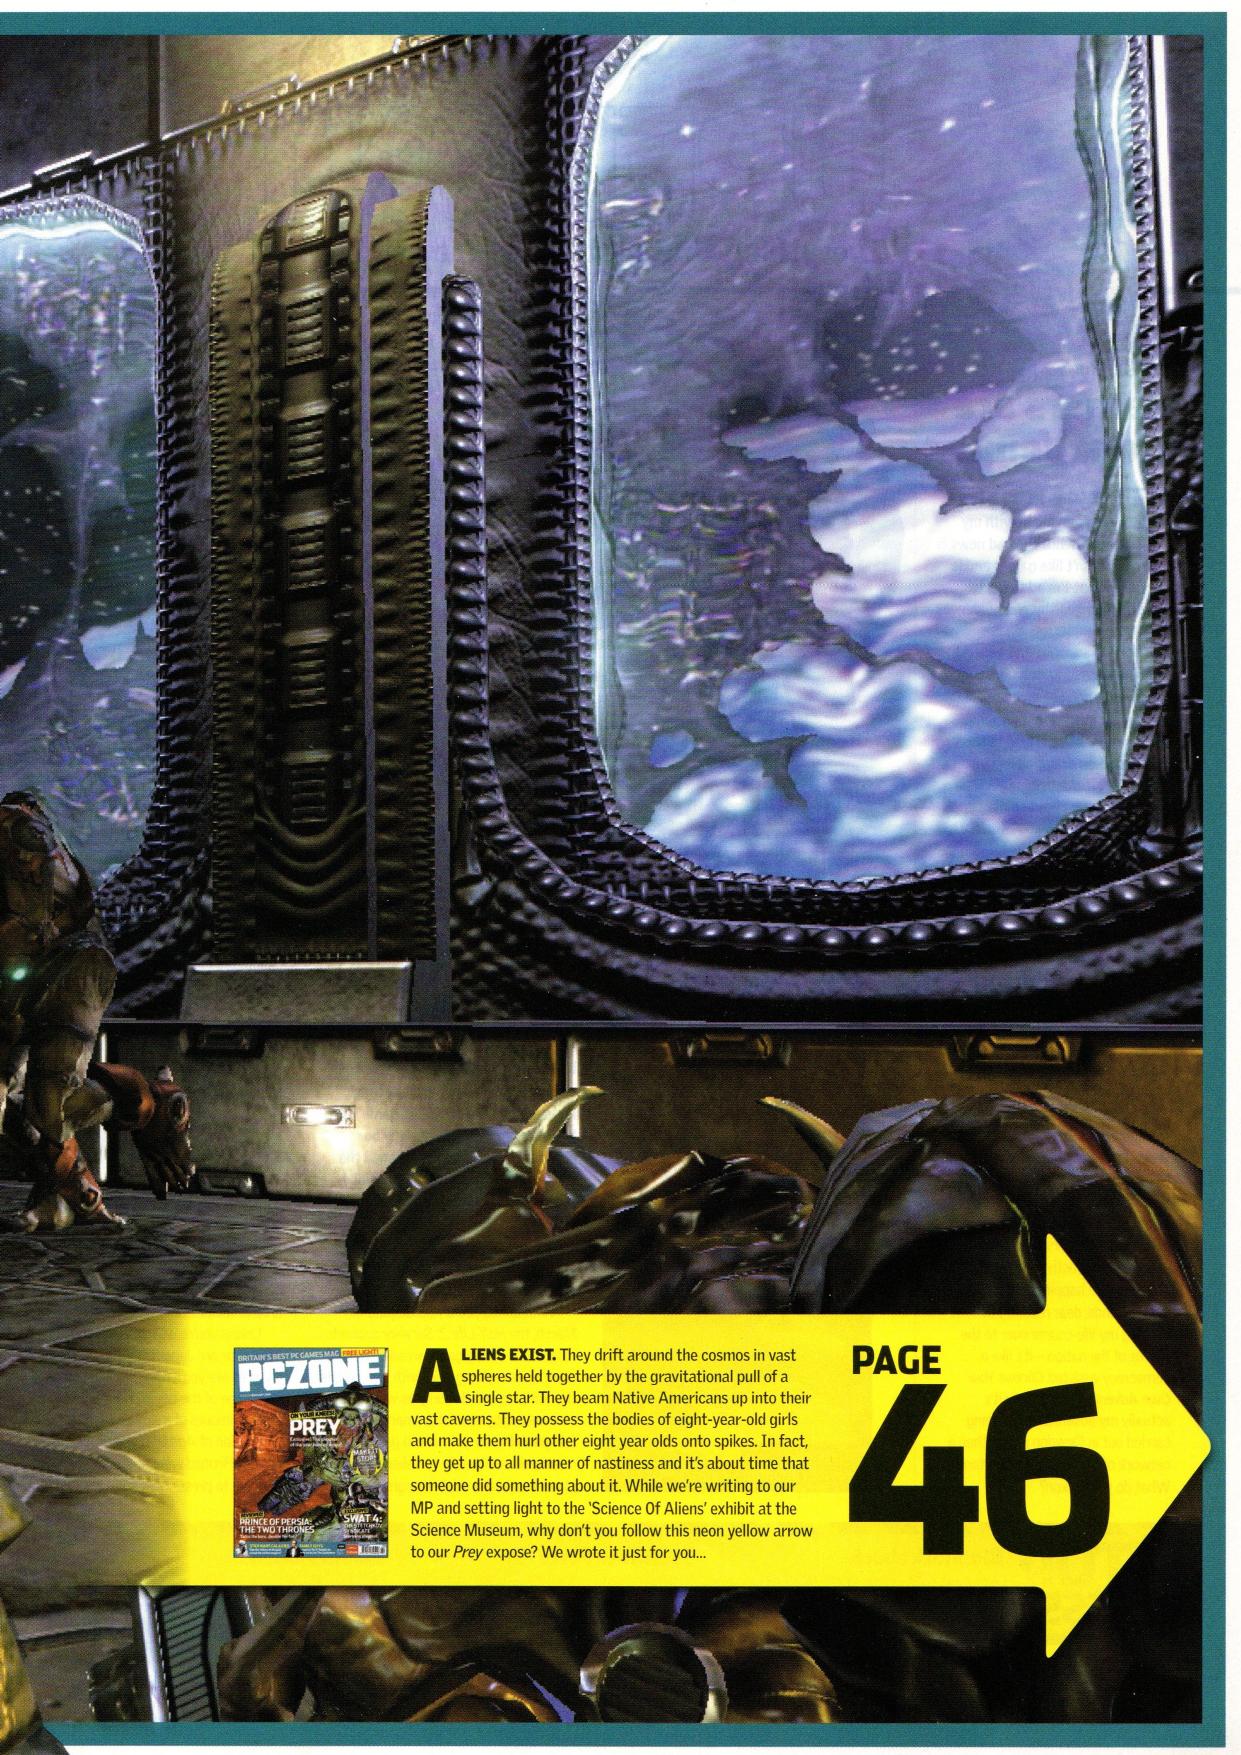 BRITAIN'S BEST PC GAMES MAG
FREE LIGHT!
PCZONE
PREY
PRINCE OF PERSIA:
THE TWO THRONES
SWAT 4:
ALIENS EXIST. They drift around the cosmos in vast
spheres held together by the gravitational pull of a
single star. They beam Native Americans up into their
vast caverns. They possess the bodies of eight-year-old girls
and make them hurl other eight year olds onto spikes. In fact,
they get up to all manner of nastiness and it's about time that
someone did something about it. While we're writing to our
MP and setting light to the 'Science Of Aliens' exhibit at the
Science Museum, why don't you follow this neon yellow arrow
to our Prey expose? We wrote it just for you...
PAGE
46